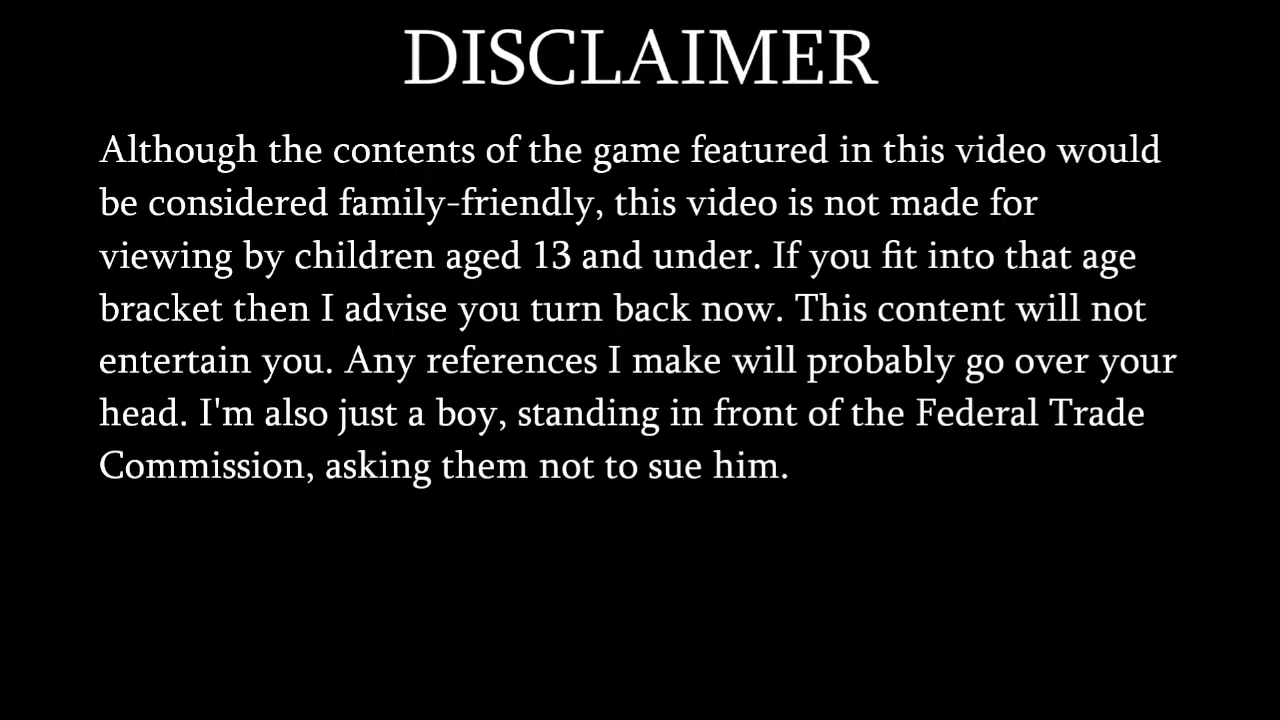 DISCLAIMER
Although the contents of the game featured in this video would
be considered family-friendly, this video is not made for
viewing by children aged 13 and under. If you fit into that age
bracket then I advise you turn back now. This content will not
entertain you. Any references I make will probably go over your
head. I'm also just a boy, standing in front of the Federal Trade
Commission, asking them not to sue him.